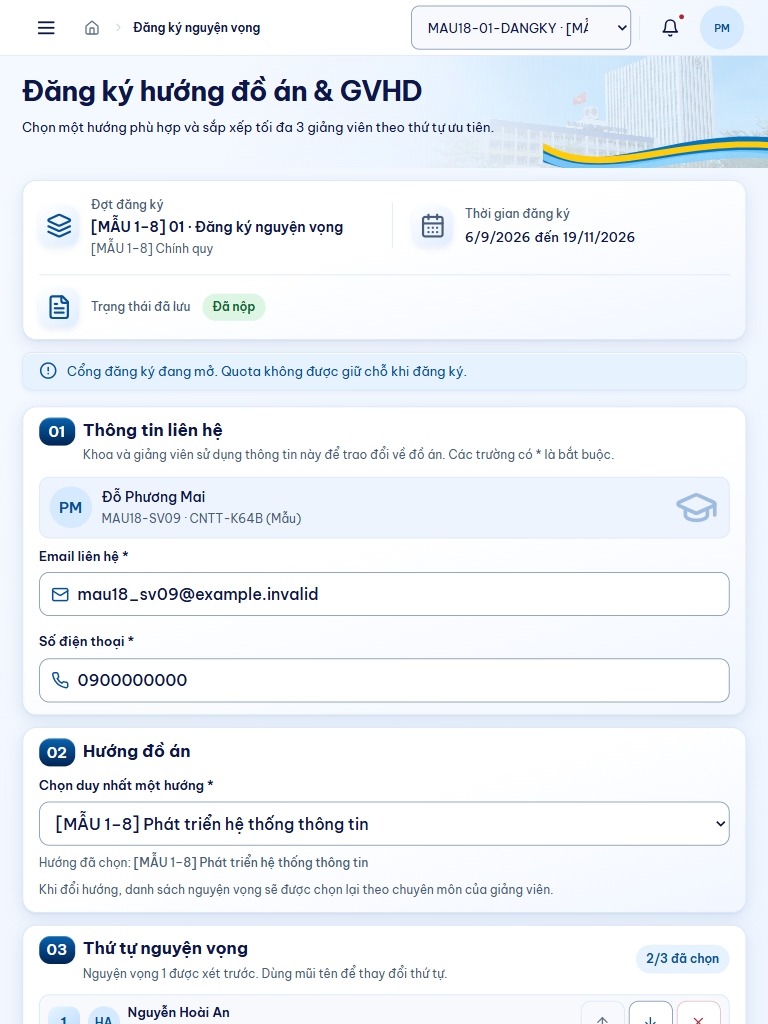 Đăng ký nguyện vọng
MAU18-01-DANGKY · [MẪ
PM
Đăng ký hướng đồ án & GVHD
Chọn một hướng phù hợp và sắp xếp tối đa 3 giảng viên theo thứ tự ưu tiên.
Đợt đăng ký
[MẪU 1–8] 01 · Đăng ký nguyện vọng
[MẪU 1–8] Chính quy
Thời gian đăng ký
6/9/2026 đến 19/11/2026
Trạng thái đã lưu
Đã nộp
Cổng đăng ký đang mở. Quota không được giữ chỗ khi đăng ký.
01
Thông tin liên hệ
Khoa và giảng viên sử dụng thông tin này để trao đổi về đồ án. Các trường có * là bắt buộc.
PM
Đỗ Phương Mai
MAU18-SV09 · CNTT-K64B (Mẫu)
Email liên hệ *
mau18_sv09@example.invalid
Số điện thoại *
0900000000
02
Hướng đồ án
Chọn duy nhất một hướng *
[MẪU 1–8] Phát triển hệ thống thông tin
Hướng đã chọn: [MẪU 1–8] Phát triển hệ thống thông tin
Khi đổi hướng, danh sách nguyện vọng sẽ được chọn lại theo chuyên môn của giảng viên.
03
Thứ tự nguyện vọng
2/3 đã chọn
Nguyện vọng 1 được xét trước. Dùng mũi tên để thay đổi thứ tự.
1
HA
Nguyễn Hoài An